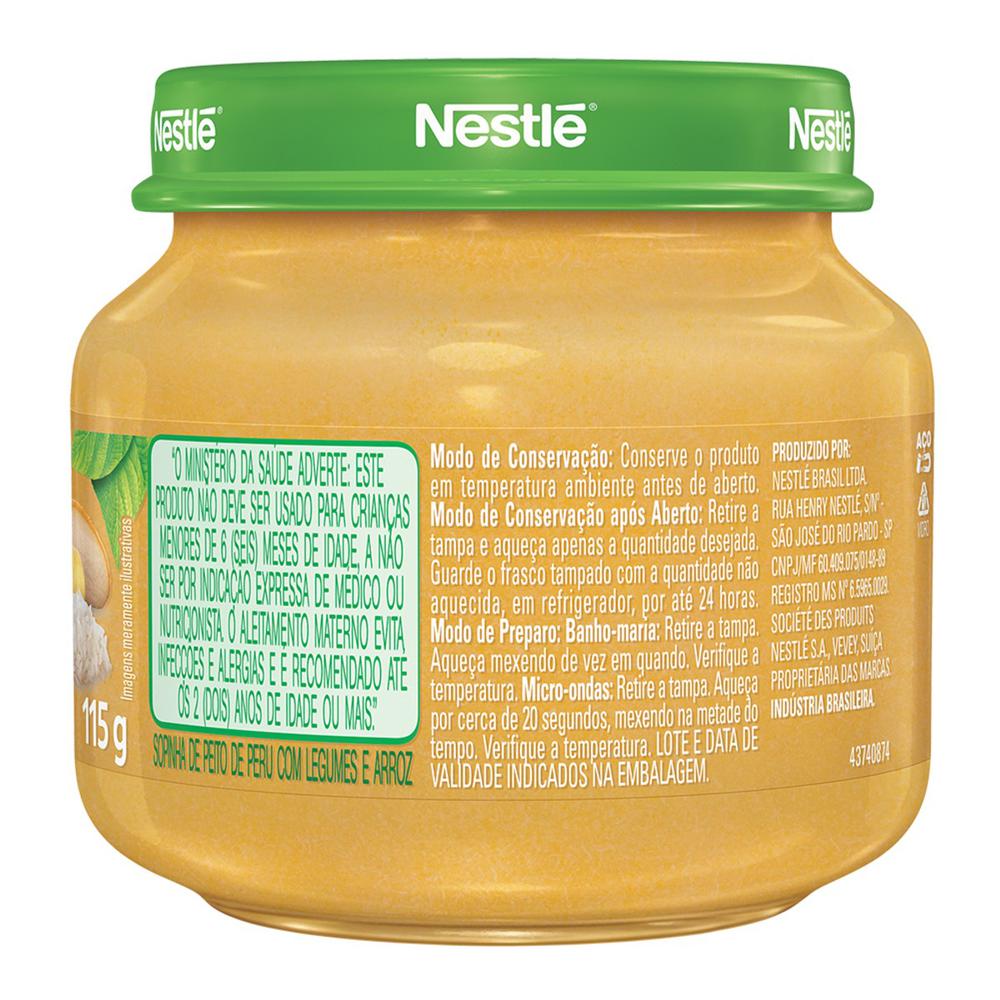 Nestlé®
Nestlé®
Nestlé
"O MINISTÉRIO DA SAÚDE ADVERTE: ESTE
PRODUTO NÃO DEVE SER USADO PARA CRIANÇAS
MENORES DE 6 (SEIS) MESES DE IDADE, A NÃO
SER POR INDICAÇÃO EXPRESSA DE MÉDICO OU
NUTRICIONISTA. O ALEITAMENTO MATERNO EVITA
INFECÇÕES E ALERGIAS E É RECOMENDADO ATÉ
OS 2 (DOIS) ANOS DE IDADE OU MAIS."
Imagens meramente ilustrativas
115 g
SOPINHA DE PEITO DE PERU COM LEGUMES E ARROZ
Modo de Conservação: Conserve o produto
em temperatura ambiente antes de aberto.
Modo de Conservação após Aberto: Retire a
tampa e aqueça apenas a quantidade desejada.
Guarde o frasco tampado com a quantidade não
aquecida, em refrigerador, por até 24 horas.
Modo de Preparo: Banho-maria: Retire a tampa.
Aqueça mexendo de vez em quando. Verifique a
temperatura. Micro-ondas: Retire a tampa. Aqueça
por cerca de 20 segundos, mexendo na metade do
tempo. Verifique a temperatura. LOTE E DATA DE
VALIDADE INDICADOS NA EMBALAGEM.
PRODUZIDO POR:
NESTLÉ BRASIL LTDA.
RUA HENRY NESTLÉ, S/Nº -
SÃO JOSÉ DO RIO PARDO - SP
CNPJ/MF 60.409.075/0148-89
REGISTRO MS Nº 6.5965.0029.
SOCIÉTÉ DES PRODUITS
NESTLÉ S.A., VEVEY, SUÍÇA
PROPRIETÁRIA DAS MARCAS.
INDÚSTRIA BRASILEIRA.
43740874
AÇO
VIDRO